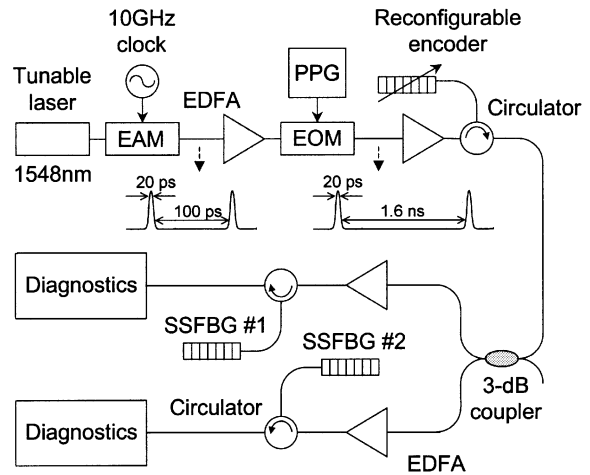 10GHz
clock
Reconfigurable
encoder
Tunable
laser
EDFA
PPG
Circulator
EAM
EOM
1548nm
20 ps
100 ps
20 ps
1.6 ns
Diagnostics
SSFBG #1
SSFBG #2
3-dB
coupler
Circulator
Diagnostics
EDFA